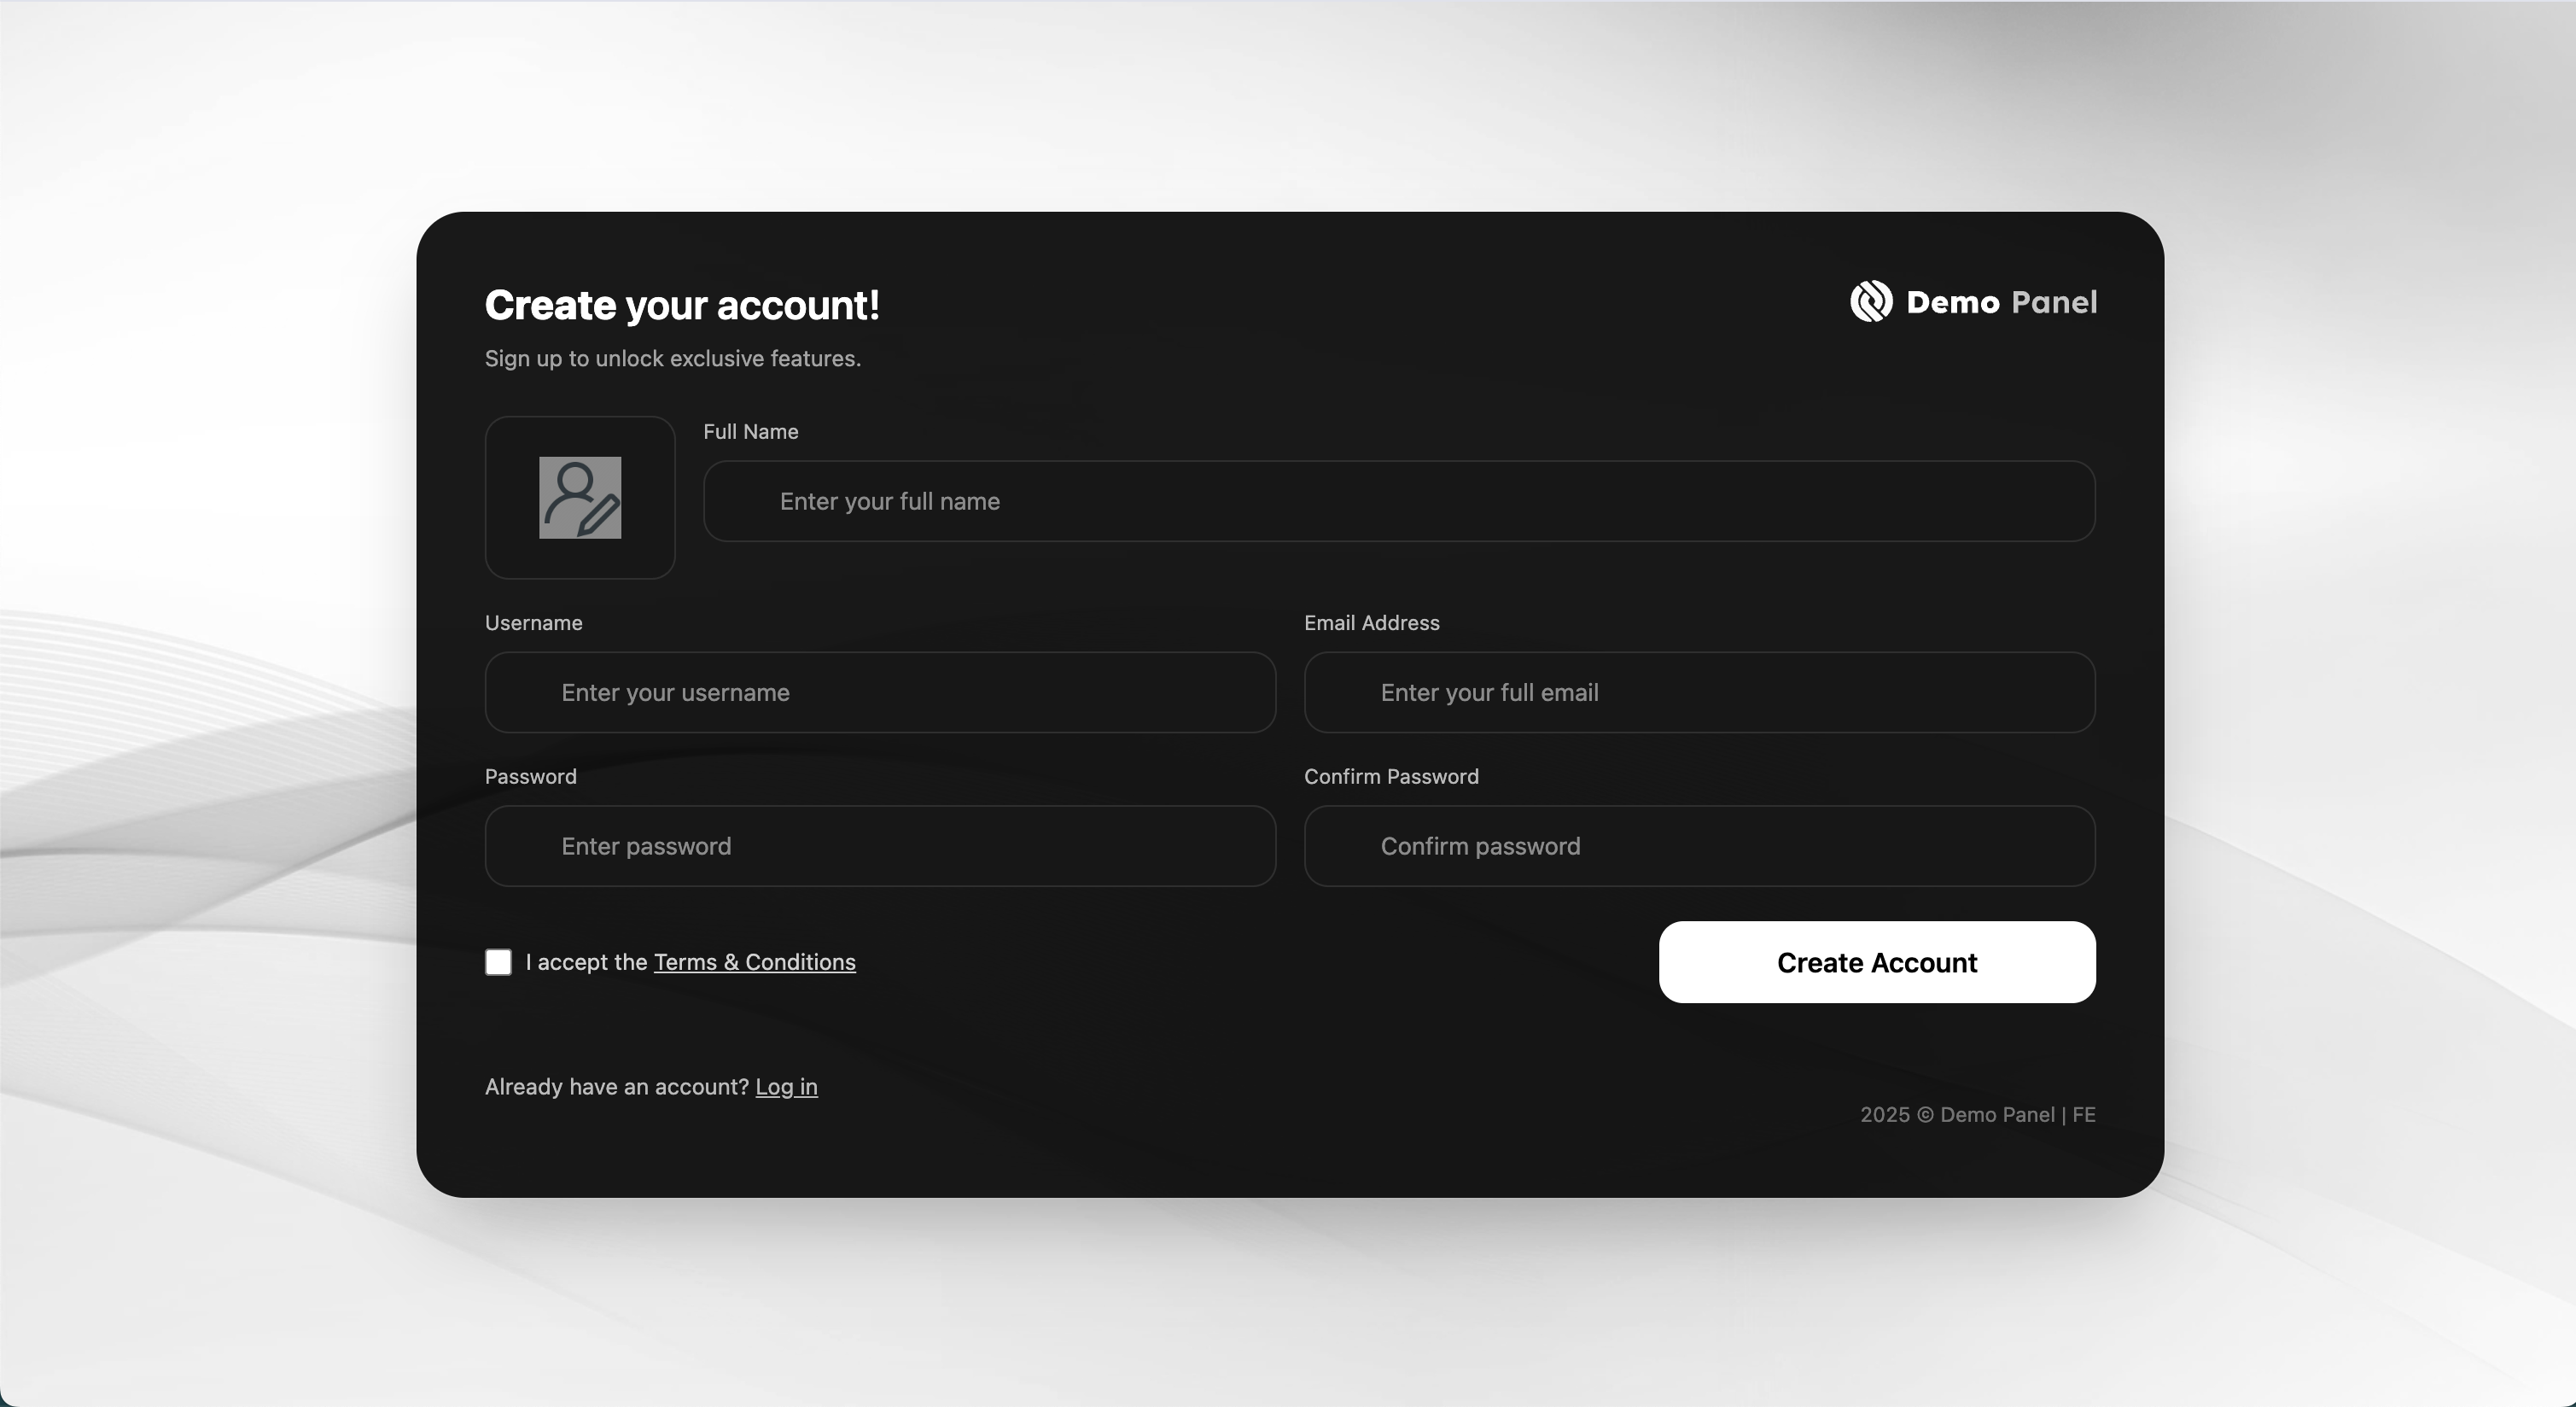 Create your account!
Demo Panel
Sign up to unlock exclusive features.
Full Name
Enter your full name
Username
Enter your username
Email Address
Enter your full email
Password
Enter password
Confirm Password
Confirm password
I accept the Terms & Conditions
Create Account
Already have an account? Log in
2025 © Demo Panel | FE